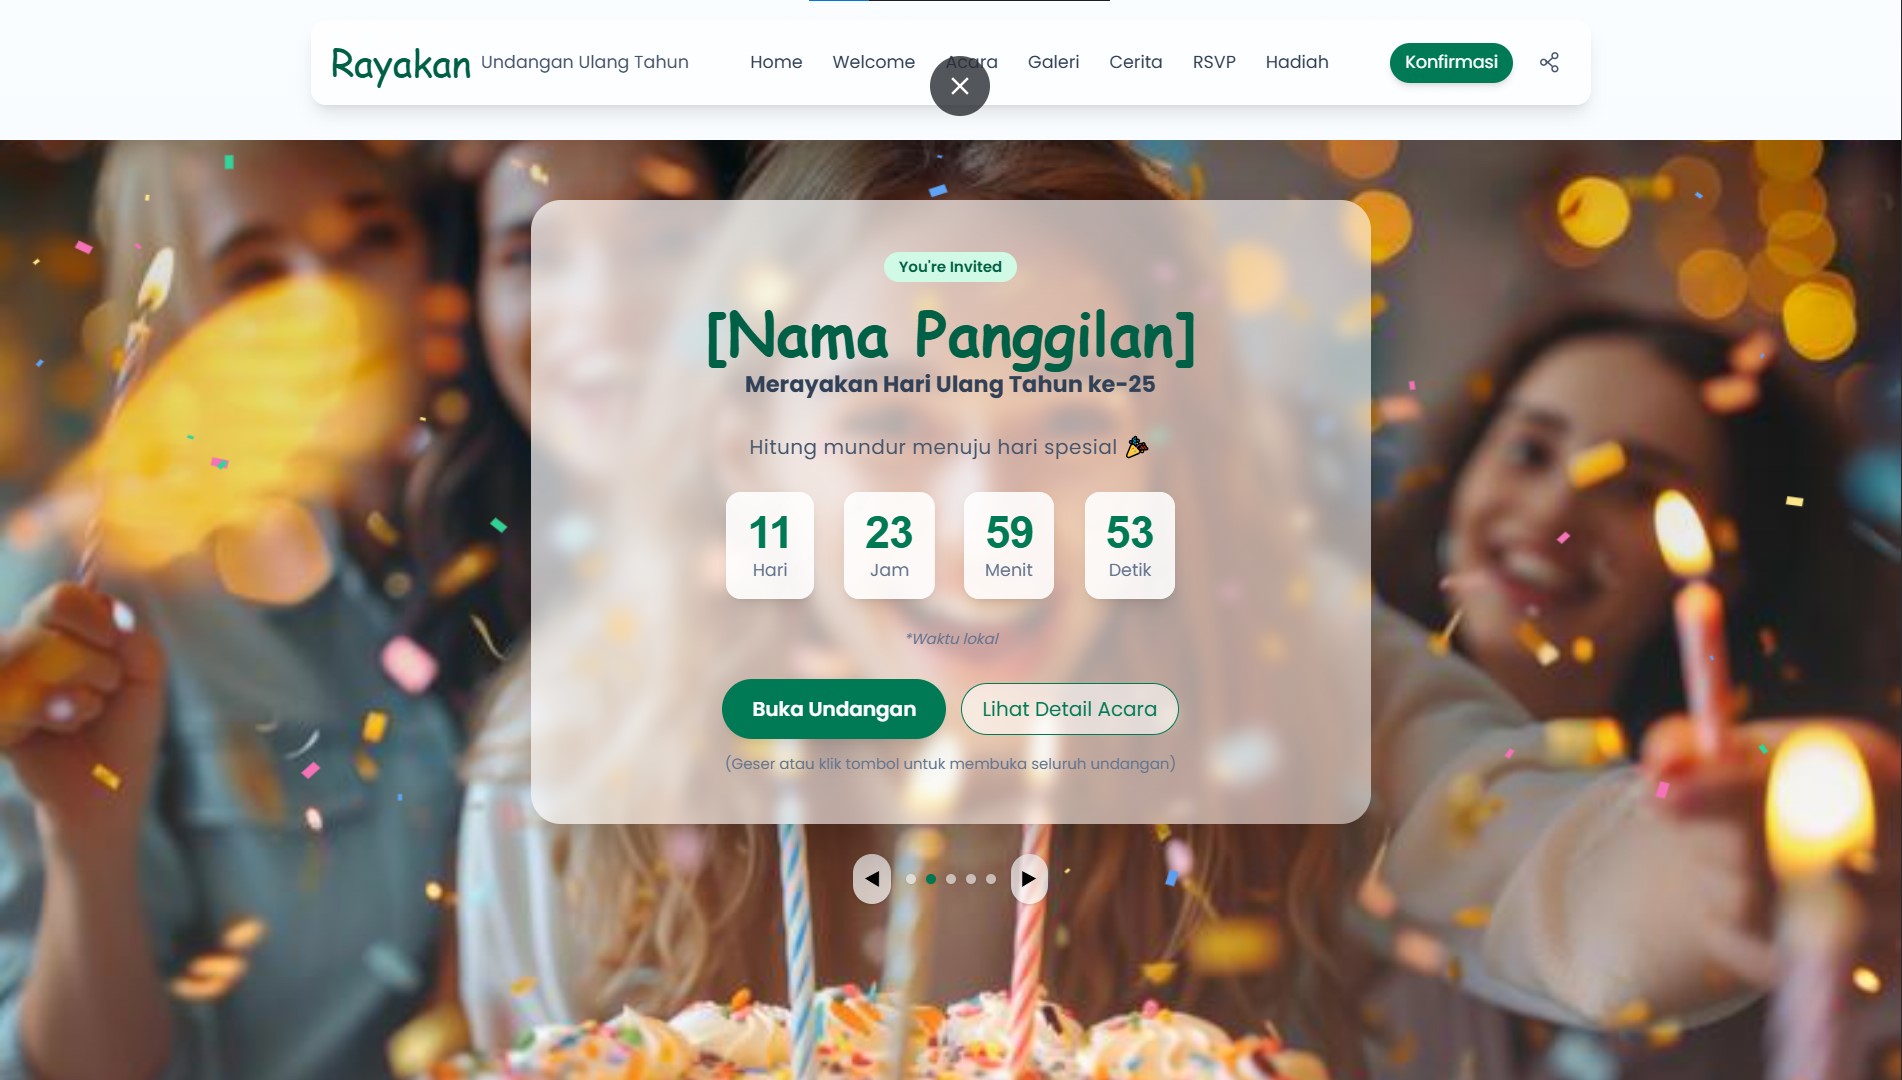 Rayakan Undangan Ulang Tahun Home Welcome Acara Galeri Cerita RSVP Hadiah Konfirmasi
You're Invited
[Nama Panggilan]
Merayakan Hari Ulang Tahun ke-25
Hitung mundur menuju hari spesial
11 23 59 53
Hari Jam Menit Detik
*Waktu lokal
Buka Undangan Lihat Detail Acara
(Geser atau klik tombol untuk membuka seluruh undangan)